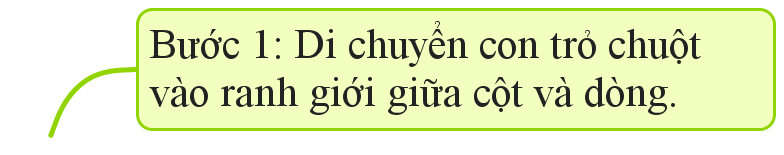 Bước 1: Di chuyển con trỏ chuột
vào ranh giới giữa cột và dòng.